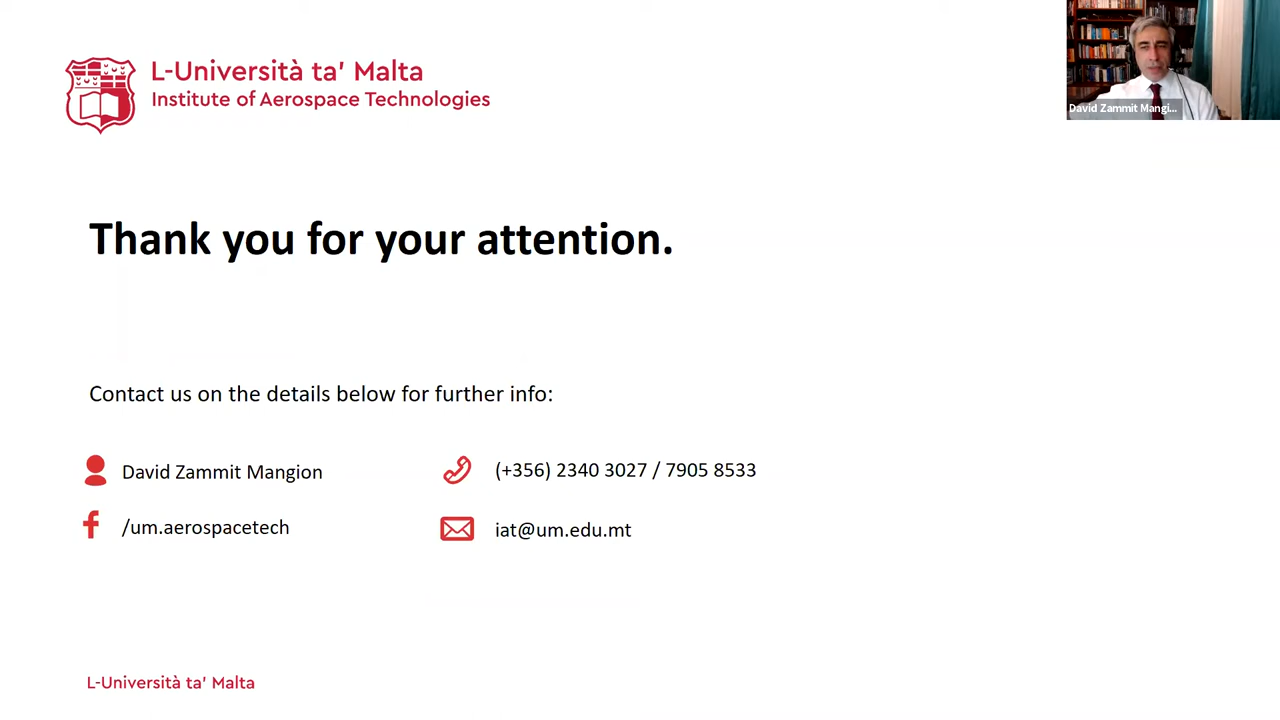 L-Università ta' Malta
Institute of Aerospace Technologies
David Zammit Mangi...
Thank you for your attention.
Contact us on the details below for further info:
David Zammit Mangion
(+356) 2340 3027 / 7905 8533
/um.aerospacetech
iat@um.edu.mt
L-Università ta' Malta